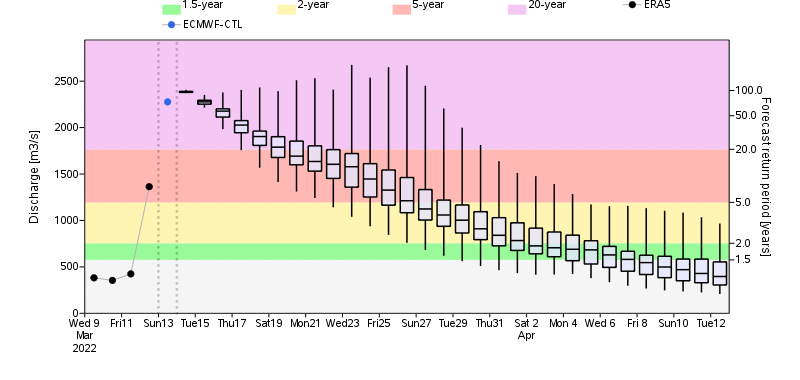 1.5-year 2-year 5-year 20-year ERA5
ECMWF-CTL
Discharge [m3/s]
2500
2000
1500
1000
500
0
100.0
50.0
20.0
5.0
2.0
1.5
Forecast return period [years]
Wed 9 Fri11 Sun13 Tue15 Thu17 Sat19 Mon21 Wed23 Fri25 Sun27 Tue29 Thu31 Sat 2 Mon 4 Wed 6 Fri 8 Sun10 Tue12
Mar Apr
2022